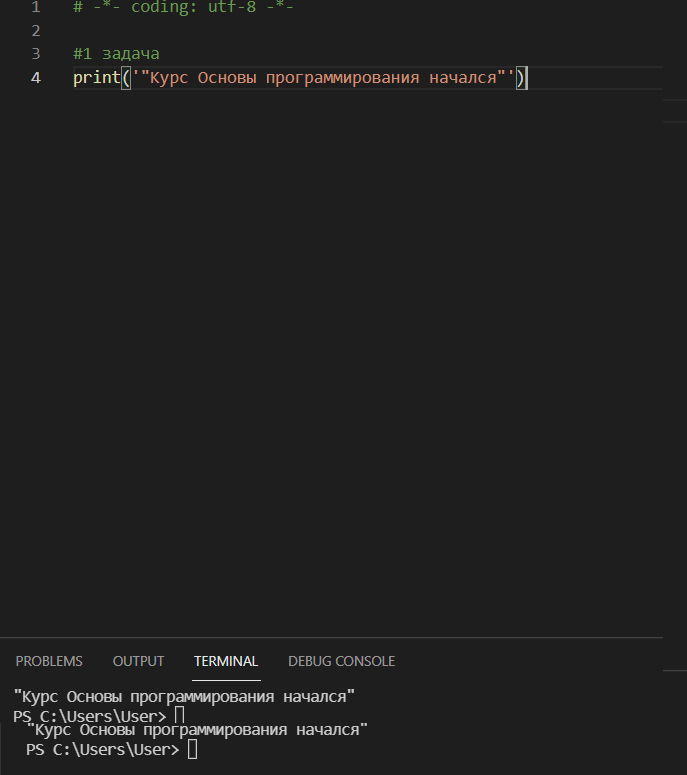 1 # -*- coding: utf-8 -*-
2
3 #1 задача
4 print('"Курс Основы программирования начался"')
PROBLEMS OUTPUT TERMINAL DEBUG CONSOLE
"Курс Основы программирования начался"
PS C:\Users\User>
"Курс Основы программирования начался"
PS C:\Users\User>